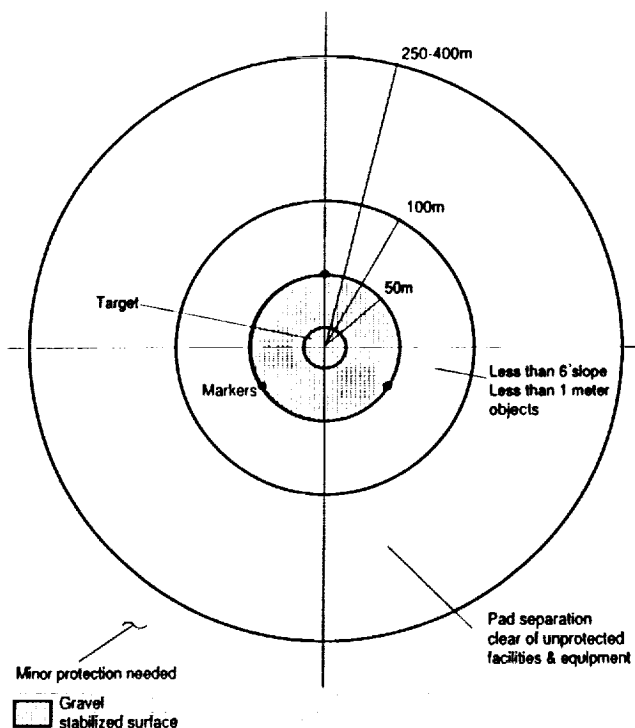 250-400m
100m
50m
Target
Markers
Less than 6°slope
Less than 1 meter
objects
Pad separation
clear of unprotected
facilities & equipment
Minor protection needed
Gravel
stabilized surface